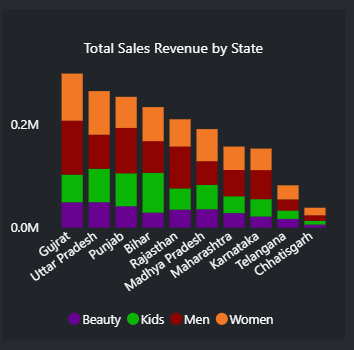 Total Sales Revenue by State
0.2M
0.0M
Gujrat
Uttar Pradesh
Punjab
Bihar
Rajasthan
Madhya Pradesh
Maharashtra
Karnataka
Telangana
Chhatisgarh
Beauty Kids Men Women